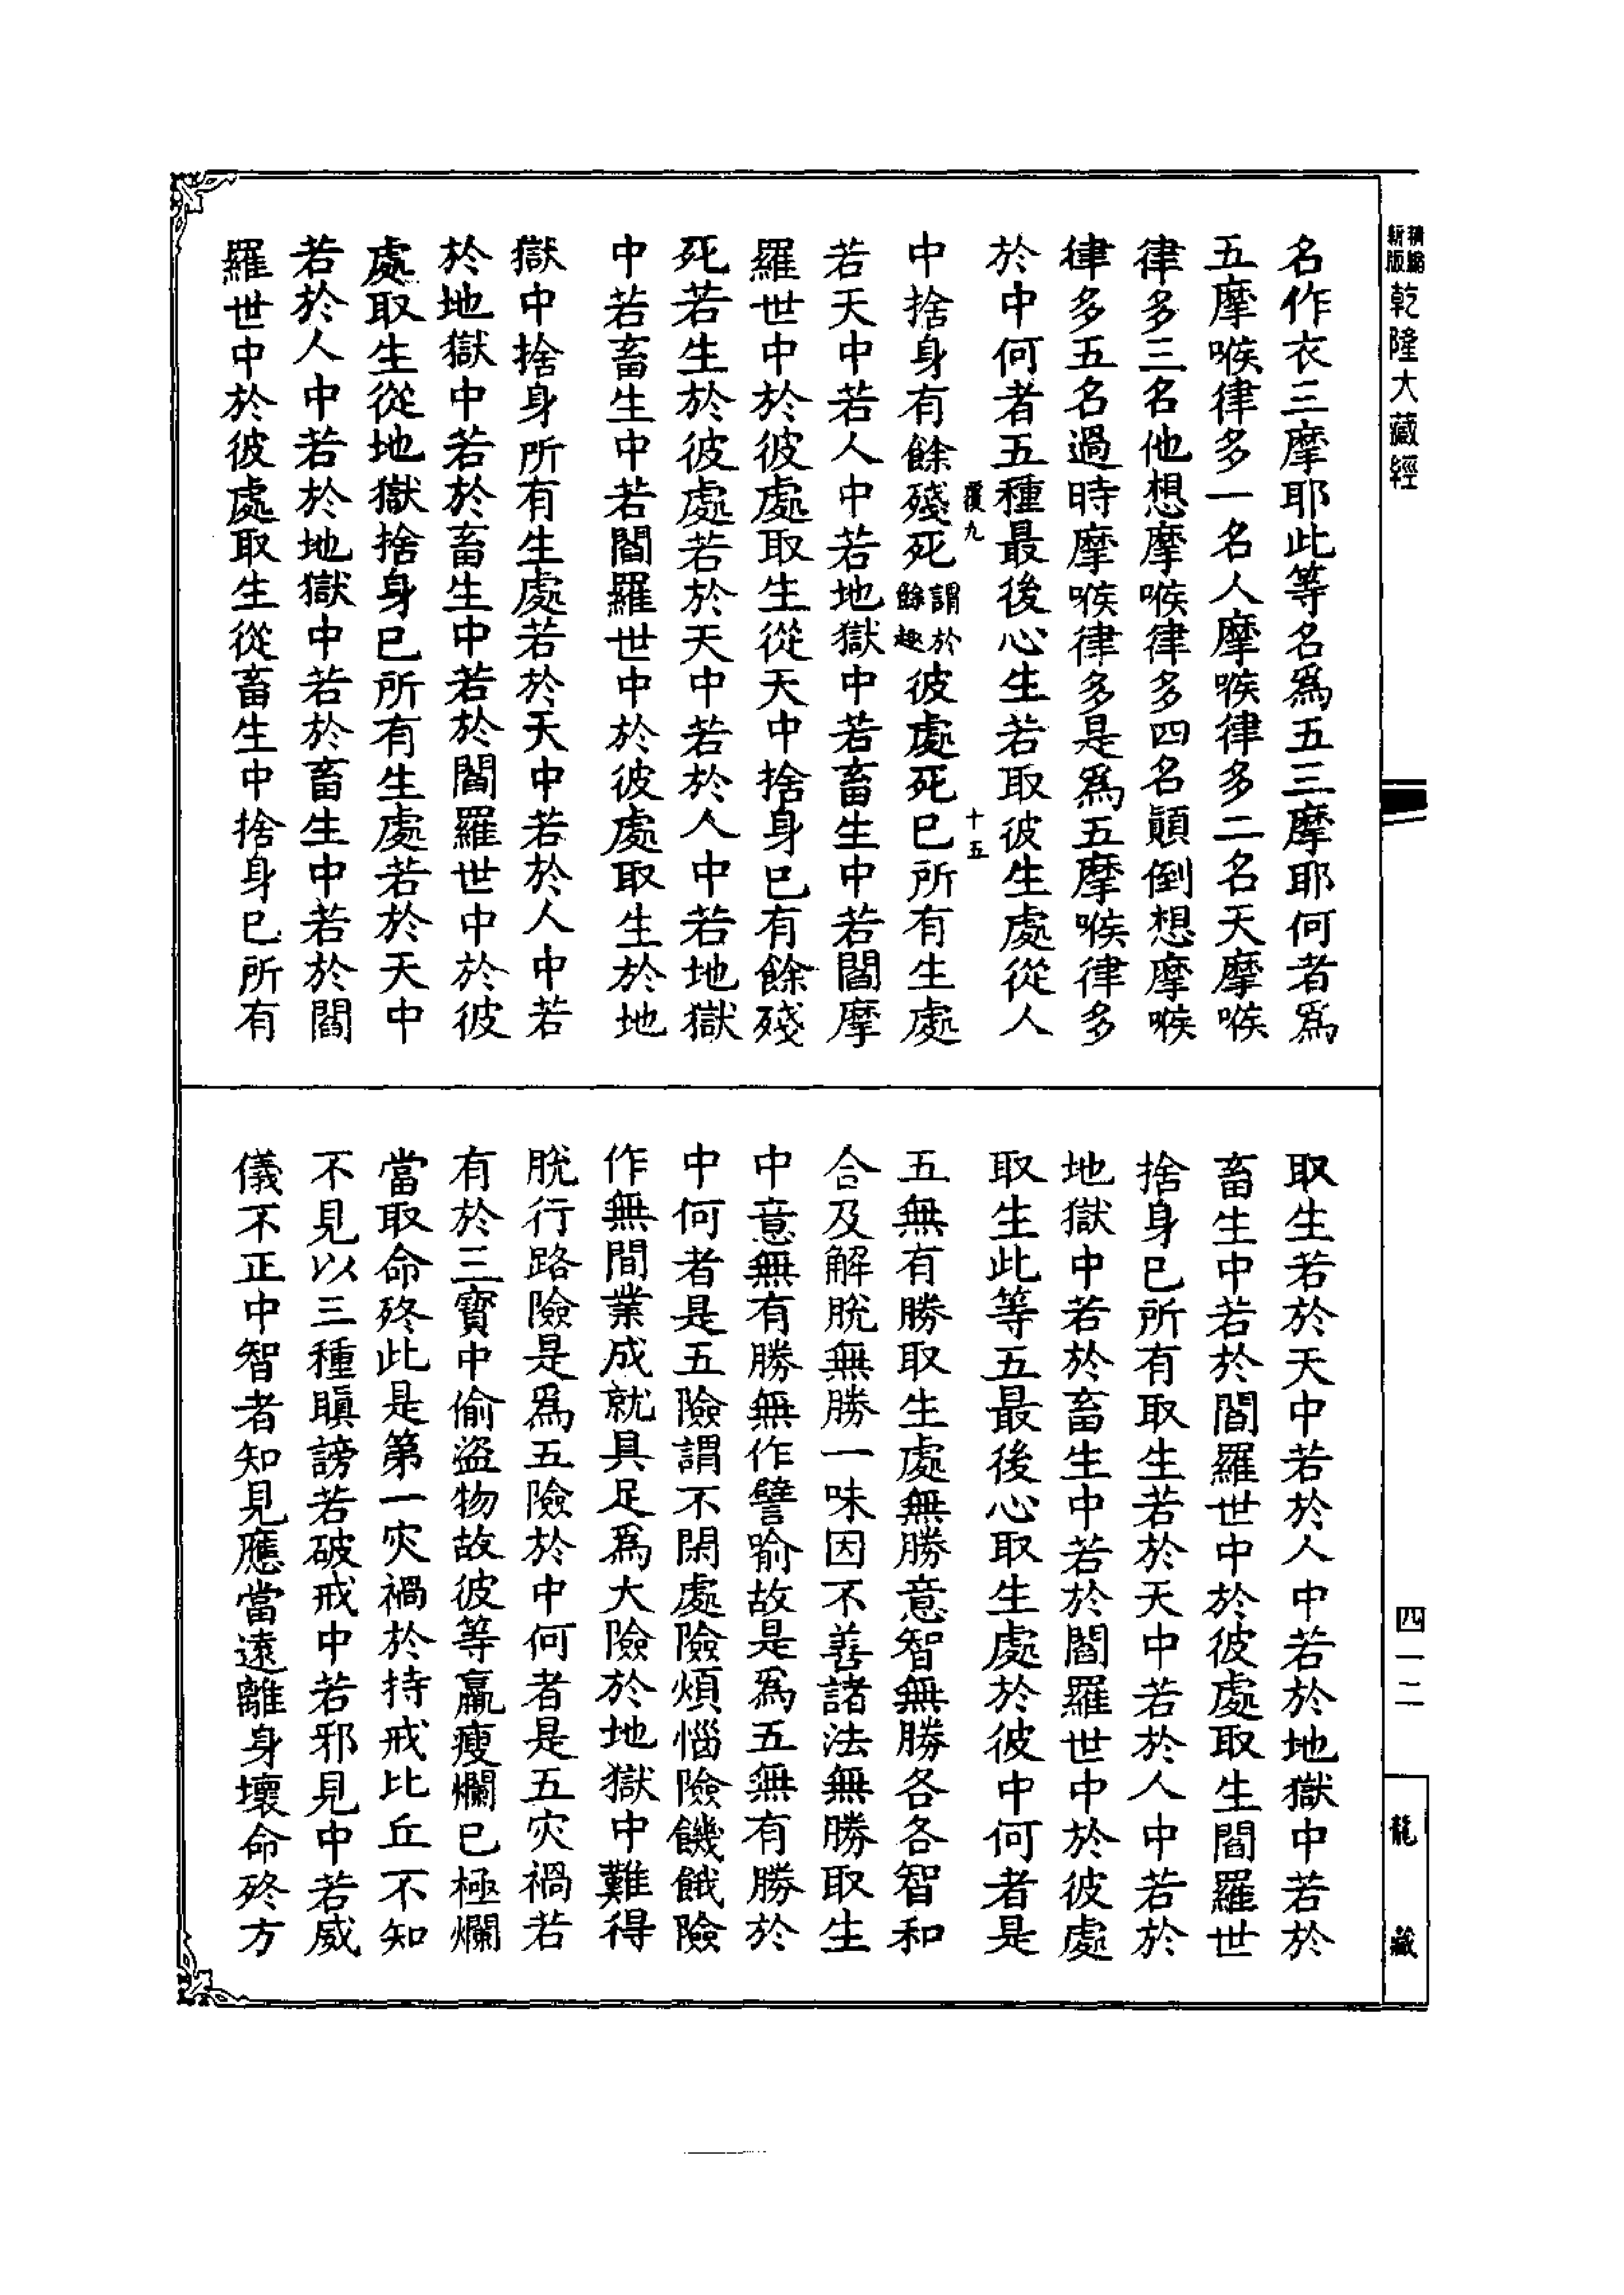 精縮新版乾隆大藏經
名作衣三摩耶此等名爲五三摩耶何者爲
五摩㬋律多一名人摩㬋律多二名天摩㬋
律多三名他想摩㬋律多四名顚倒想摩㬋
律多五名過時摩㬋律多是爲五摩㬋律多
於中何者五種最後心生若取彼生處從人
覆九 十五
中捨身有餘殘死謂於餘趣彼處死已所有生處
若天中若人中若地獄中若畜生中若閻摩
羅世中於彼處取生從天中捨身已有餘殘
死若生於彼處若於天中若於人中若地獄
中若畜生中若閻羅世中於彼處取生於地
獄中捨身所有生處若於天中若於人中若
於地獄中若於畜生中若於閻羅世中於彼
處取生從地獄捨身已所有生處若於天中
若於人中若於地獄中若於畜生中若於閻
羅世中於彼處取生從畜生中捨身已所有
取生若於天中若於人中若於地獄中若於
畜生中若於閻羅世中於彼處取生閻羅世
捨身已所有取生若於天中若於人中若於
地獄中若於畜生中若於閻羅世中於彼處
取生此等五最後心取生處於彼中何者是
五無有勝取生處無勝意智無勝各各智和
合及解脫無勝一味因不善諸法無勝取生
中意無有勝無作譬喻故是爲五無有勝於
中何者是五險謂不閑處險煩惱險饑餓險
作無間業成就具足爲大險於地獄中難得
脫行路險是爲五險於中何者是五灾禍若
有於三寶中偷盜物故彼等羸瘦爛已極爛
當取命終此是第一灾禍於持戒比丘不知
不見以三種瞋謗若破戒中若邪見中若威
儀不正中智者知見應當遠離身壞命終方
四一二
龍藏